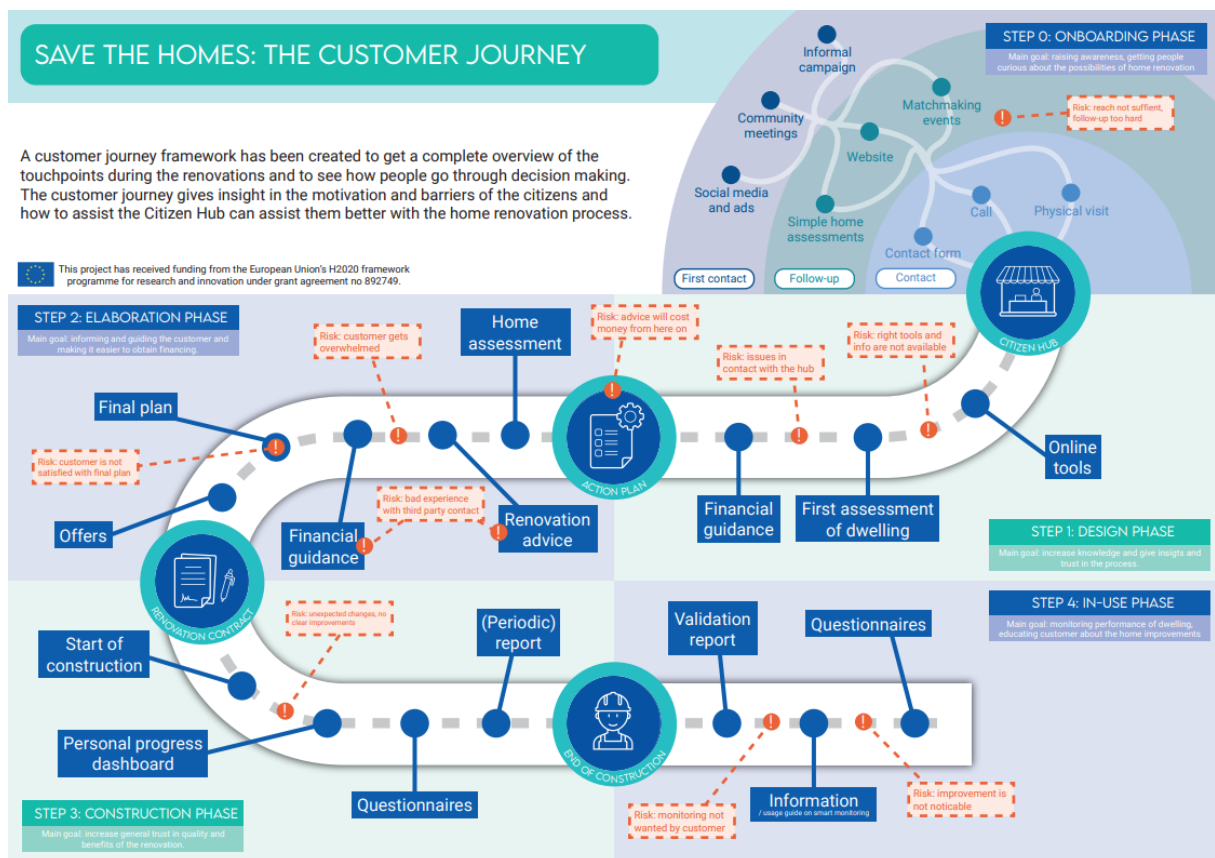 SAVE THE HOMES: THE CUSTOMER JOURNEY
A customer journey framework has been created to get a complete overview of the
touchpoints during the renovations and to see how people go through decision making.
The customer journey gives insight in the motivation and barriers of the citizens and
how to assist the Citizen Hub can assist them better with the home renovation process.
This project has received funding from the European Union's H2020 framework
programme for research and innovation under grant agreement no 892749.
STEP 0: ONBOARDING PHASE
Main goal: raising awareness, getting people
curious about the possibilities of home renovation
Informal
campaign
Community
meetings
Social media
and ads
Matchmaking
events
Website
Simple home
assessments
Risk: reach not suffient,
follow-up too hard
Call
Physical visit
Contact form
First contact
Follow-up
Contact
CITIZEN HUB
STEP 1: DESIGN PHASE
Main goal: increase knowledge and give insigts and
trust in the process.
Online
tools
Risk: right tools and
info are not available
First assessment
of dwelling
Risk: issues in
contact with the hub
Financial
guidance
Risk: advice will cost
money from here on
ACTION PLAN
STEP 2: ELABORATION PHASE
Main goal: informing and guiding the customer and
making it easier to obtain financing.
Home
assessment
Renovation
advice
Risk: customer gets
overwhelmed
Risk: bad experience
with third party contact
Financial
guidance
Final plan
Risk: customer is not
satisfied with final plan
Offers
RENOVATION CONTRACT
STEP 3: CONSTRUCTION PHASE
Main goal: increase general trust in quality and
benefits of the renovation.
Start of
construction
Risk: unexpected changes, no
clear improvements
Personal progress
dashboard
Questionnaires
(Periodic)
report
END OF CONSTRUCTION
STEP 4: IN-USE PHASE
Main goal: monitoring performance of dwelling,
educating customer about the home improvements
Validation
report
Risk: monitoring not
wanted by customer
Information
/ usage guide on smart monitoring
Risk: improvement is
not noticable
Questionnaires